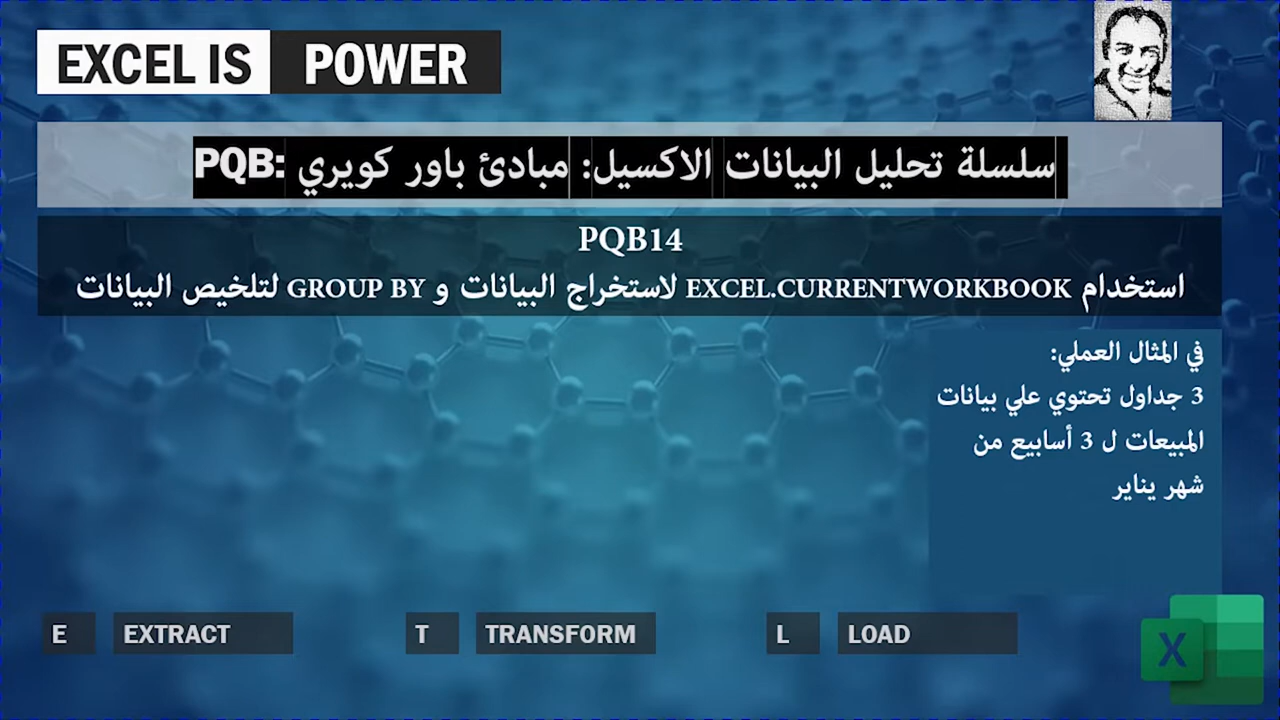 EXCEL IS POWER
سلسلة تحليل البيانات الاكسيل: مبادئ باور كويري PQB:
PQB14
استخدام EXCEL.CURRENTWORKBOOK لاستخراج البيانات و GROUP BY لتلخيص البيانات
في المثال العملي:
3 جداول تحتوي علي بيانات
المبيعات ل 3 أسابيع من
شهر يناير
E EXTRACT T TRANSFORM L LOAD
X